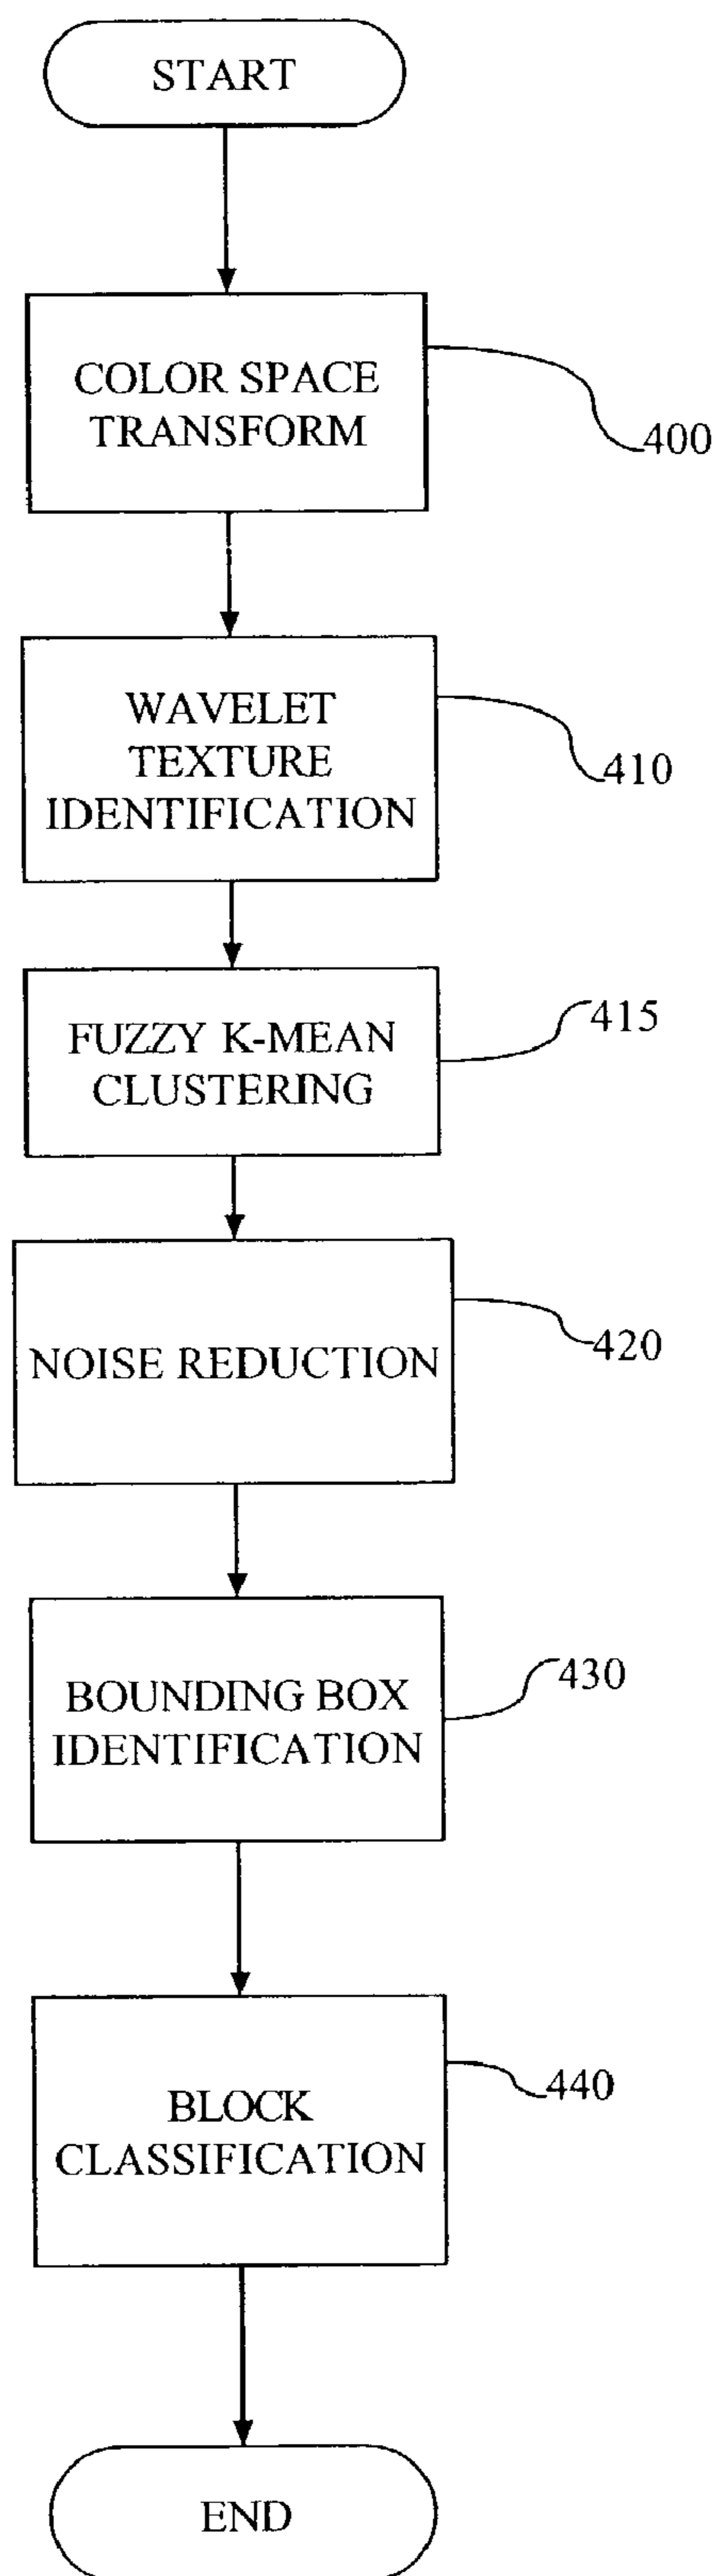 START
COLOR SPACE
TRANSFORM
400
WAVELET
TEXTURE
IDENTIFICATION
410
FUZZY K-MEAN
CLUSTERING
415
NOISE REDUCTION
420
BOUNDING BOX
IDENTIFICATION
430
BLOCK
CLASSIFICATION
440
END